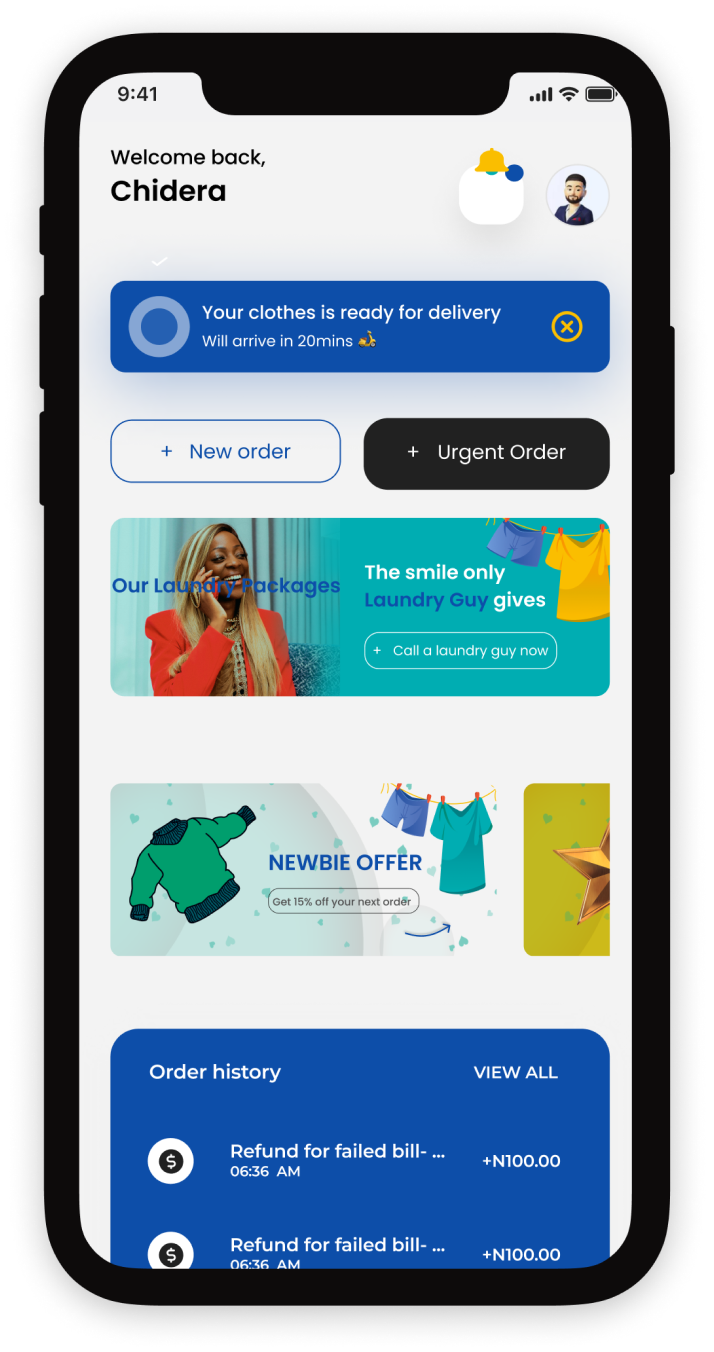 9:41
Welcome back,
Chidera
Your clothes is ready for delivery
Will arrive in 20mins 🛵
+ New order
+ Urgent Order
Our Laundry Packages
The smile only
Laundry Guy gives
+ Call a laundry guy now
NEWBIE OFFER
Get 15% off your next order
Order history
VIEW ALL
Refund for failed bill- ...
+N100.00
06:36 AM
Refund for failed bill- ...
+N100.00
06:36 AM